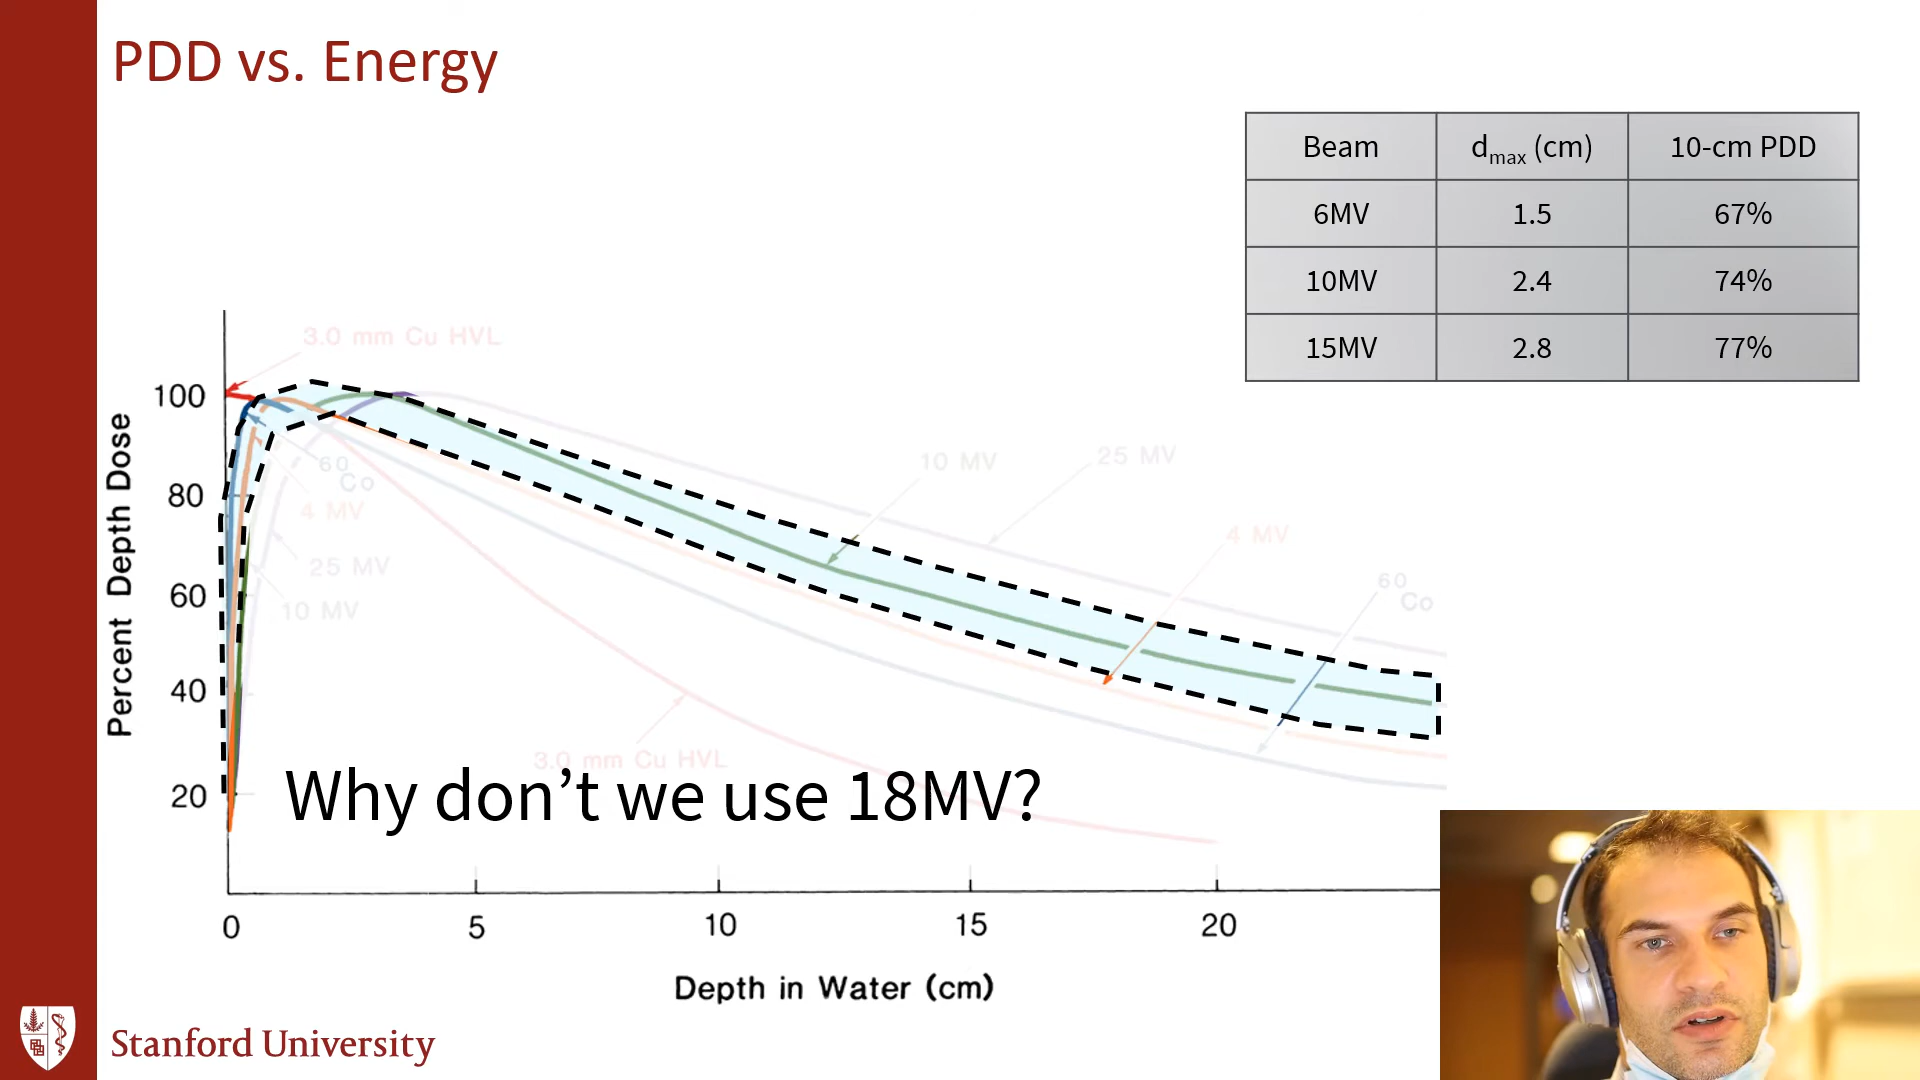 PDD vs. Energy
Beam d_max (cm) 10-cm PDD
6MV 1.5 67%
10MV 2.4 74%
15MV 2.8 77%
3.0 mm Cu HVL
100
80
60
40
20
Percent Depth Dose
60
Co
4 MV
25 MV
10 MV
10 MV
25 MV
4 MV
60
Co
3.0 mm Cu HVL
Why don’t we use 18MV?
0 5 10 15 20
Depth in Water (cm)
Stanford University